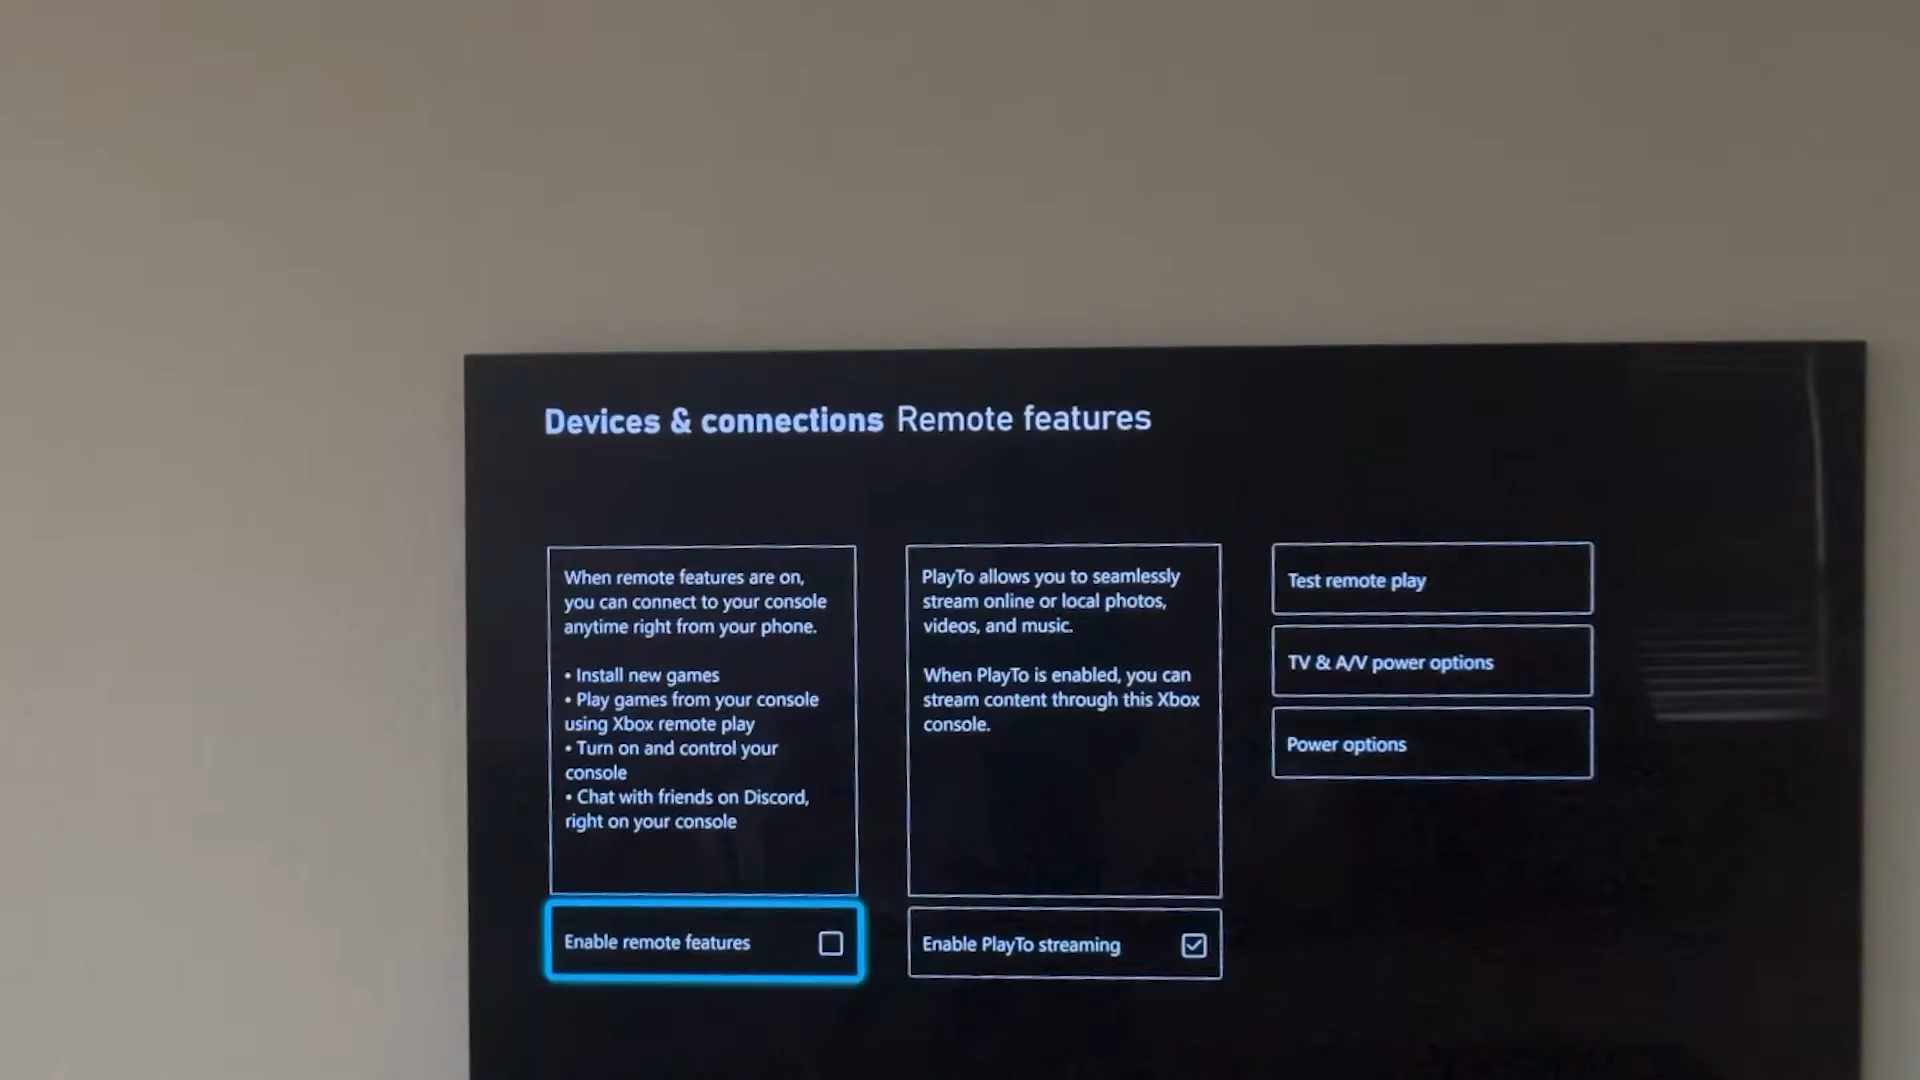 Devices & connections Remote features
When remote features are on,
you can connect to your console
anytime right from your phone.
• Install new games
• Play games from your console
using Xbox remote play
• Turn on and control your
console
• Chat with friends on Discord,
right on your console
Enable remote features
PlayTo allows you to seamlessly
stream online or local photos,
videos, and music.
When PlayTo is enabled, you can
stream content through this Xbox
console.
Enable PlayTo streaming
Test remote play
TV & A/V power options
Power options